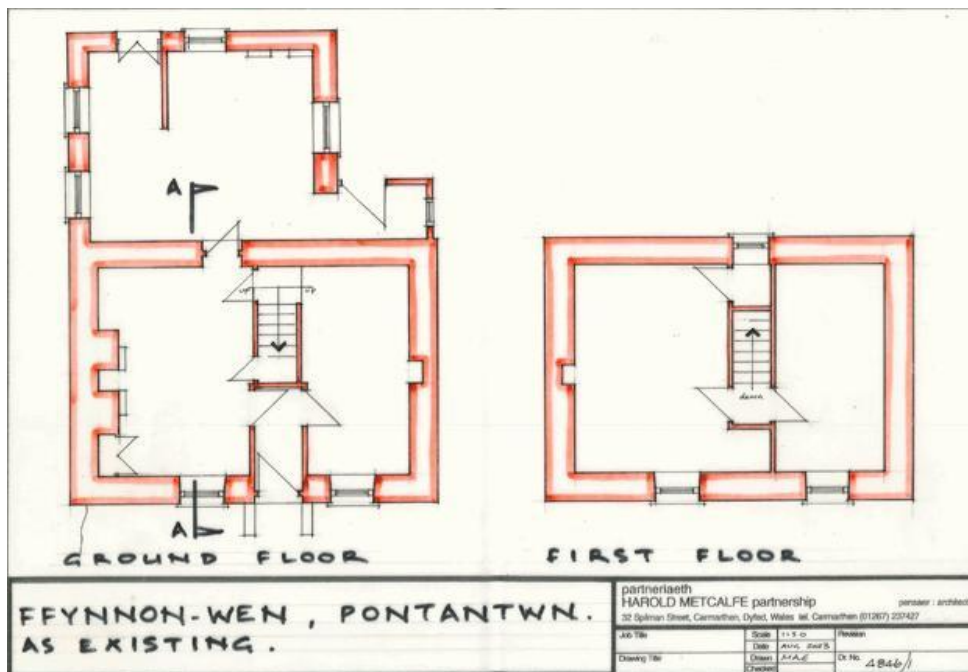 A
A
UP
UP
down
GROUND FLOOR
FIRST FLOOR
FFYNNON-WEN, PONTANTWN.
AS EXISTING.
partneriaeth
HAROLD METCALFE partnership
pensaer : architect
32 Spilman Street, Carmarthen, Dyfed, Wales tel. Carmarthen (01267) 237427
Job Title
Scale 1:50
Revision
Date AUG 2003
Drawing Title
Drawn MAE
Dr. No. 4846/1
Checked